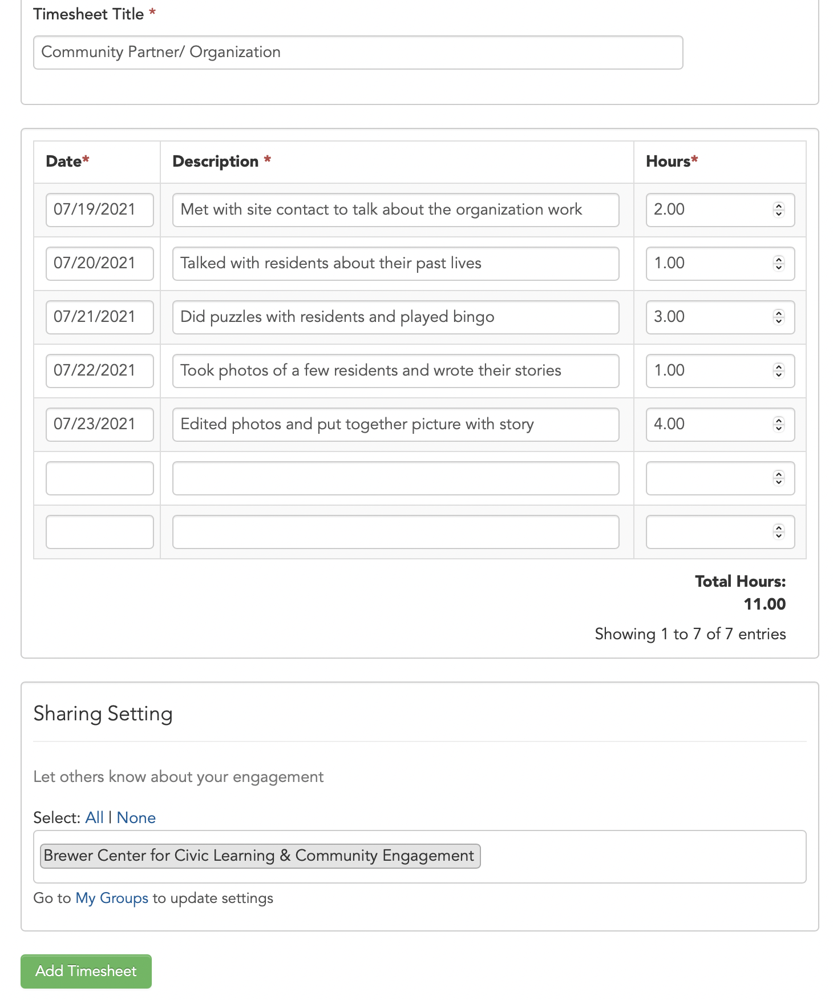 Timesheet Title *
Community Partner/ Organization
Date* Description * Hours*
07/19/2021 Met with site contact to talk about the organization work 2.00
07/20/2021 Talked with residents about their past lives 1.00
07/21/2021 Did puzzles with residents and played bingo 3.00
07/22/2021 Took photos of a few residents and wrote their stories 1.00
07/23/2021 Edited photos and put together picture with story 4.00
Total Hours:
11.00
Showing 1 to 7 of 7 entries
Sharing Setting
Let others know about your engagement
Select: All | None
Brewer Center for Civic Learning & Community Engagement
Go to My Groups to update settings
Add Timesheet